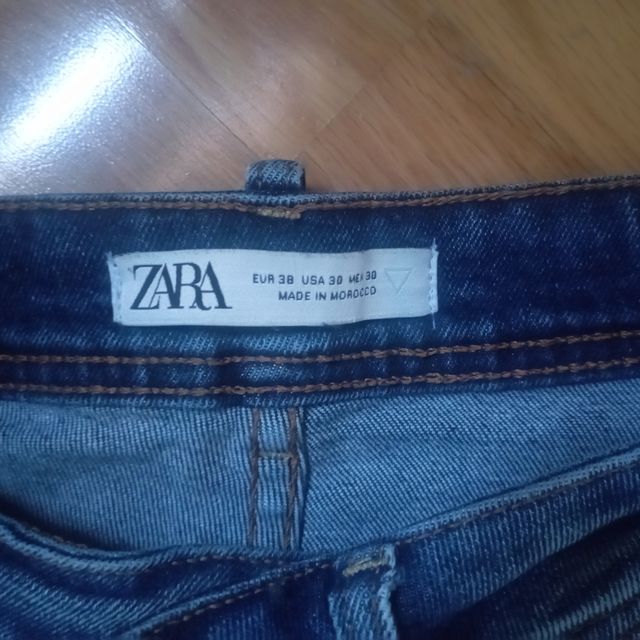 ZARA
EUR 38 USA 30 MEX 30
MADE IN MOROCCO